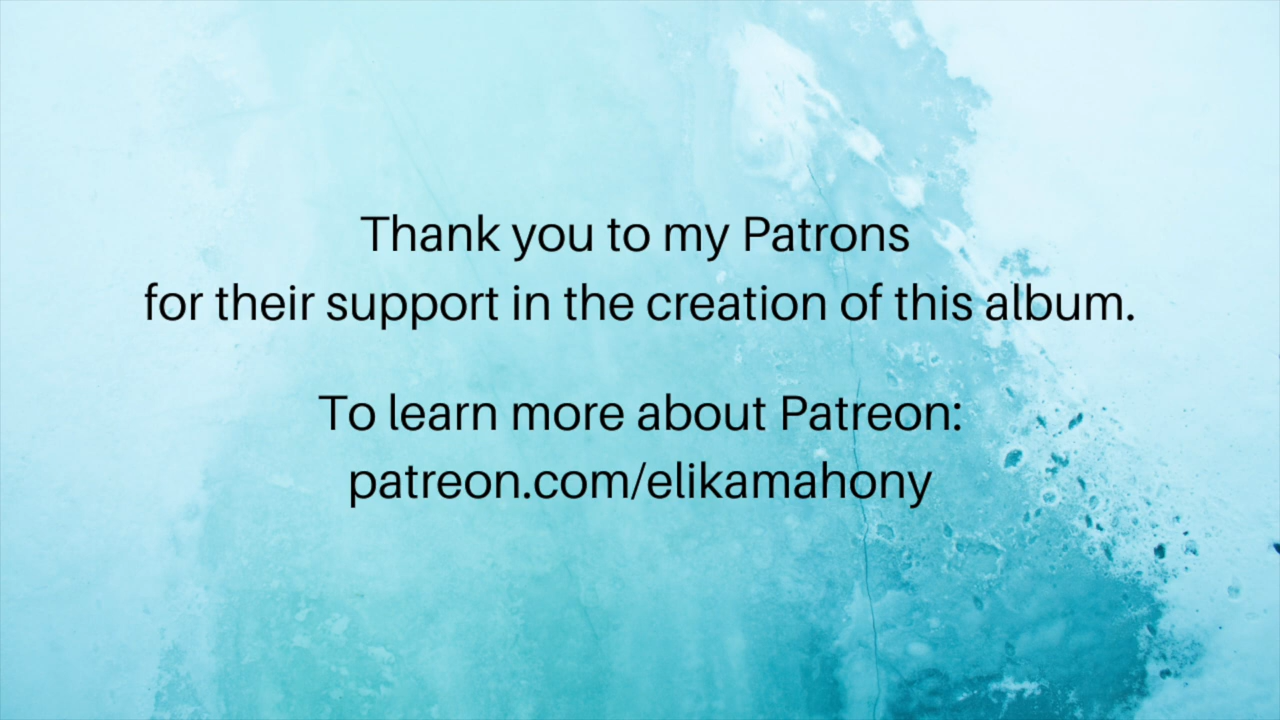 Thank you to my Patrons
for their support in the creation of this album.
To learn more about Patreon:
patreon.com/elikamahony